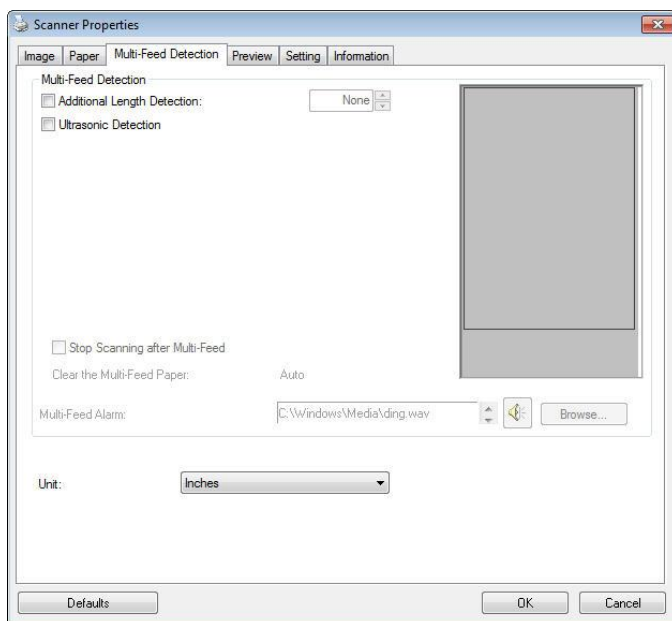 Scanner Properties
Image Paper Multi-Feed Detection Preview Setting Information
Multi-Feed Detection
Additional Length Detection: None
Ultrasonic Detection
Stop Scanning after Multi-Feed
Clear the Multi-Feed Paper: Auto
Multi-Feed Alarm: C:\Windows\Media\ding.wav Browse...
Unit: Inches
Defaults OK Cancel